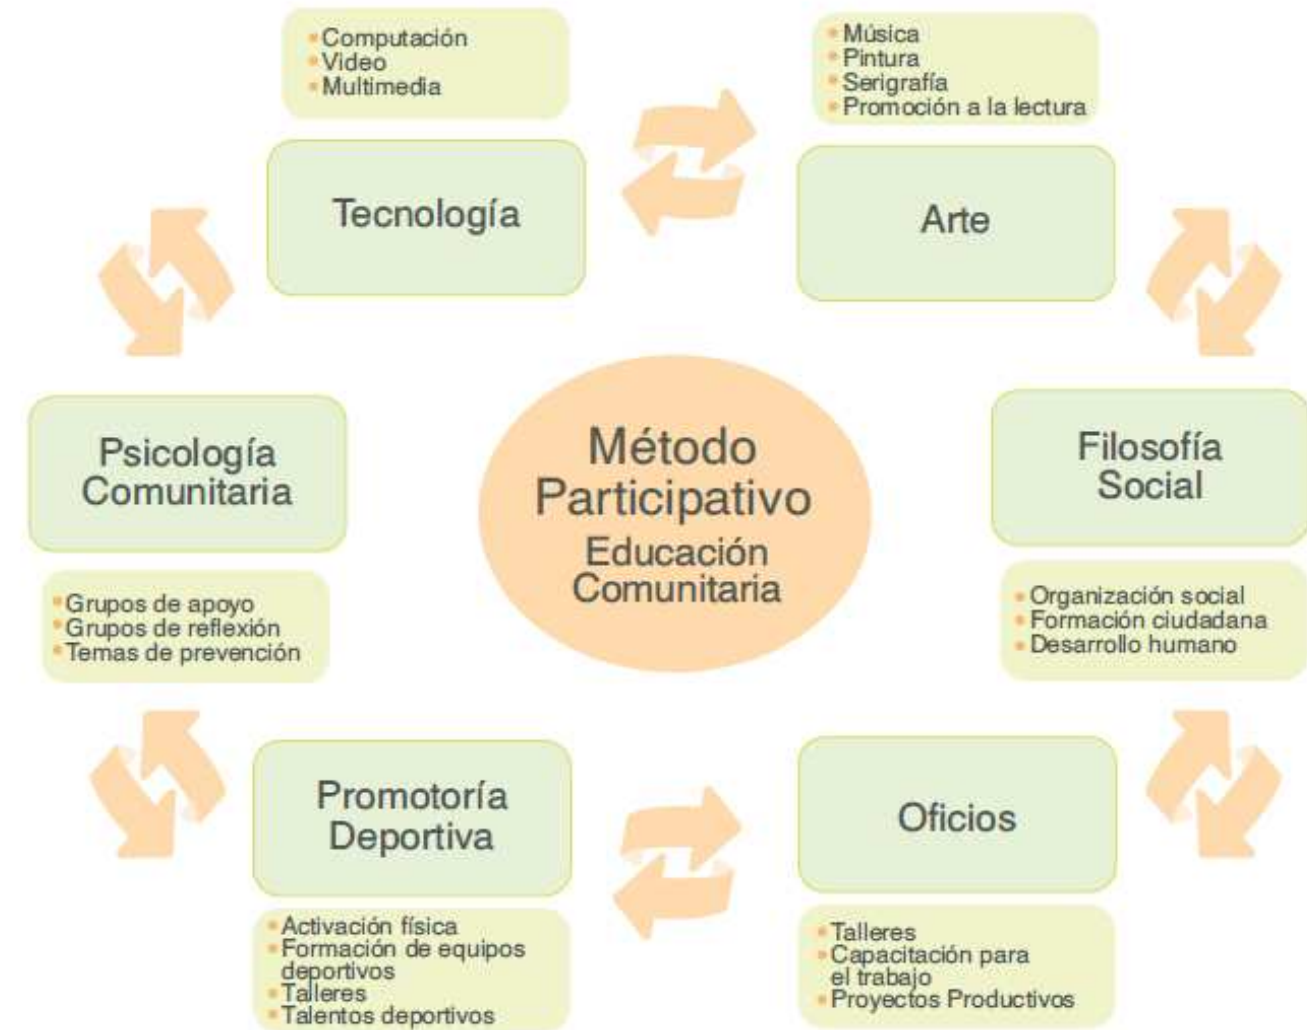 • Computación
• Video
• Multimedia
Tecnología
• Música
• Pintura
• Serigrafía
• Promoción a la lectura
Arte
Psicología
Comunitaria
• Grupos de apoyo
• Grupos de reflexión
• Temas de prevención
Método
Participativo
Educación
Comunitaria
Filosofía
Social
• Organización social
• Formación ciudadana
• Desarrollo humano
Promotoría
Deportiva
• Activación física
• Formación de equipos
deportivos
• Talleres
• Talentos deportivos
Oficios
• Talleres
• Capacitación para
el trabajo
• Proyectos Productivos